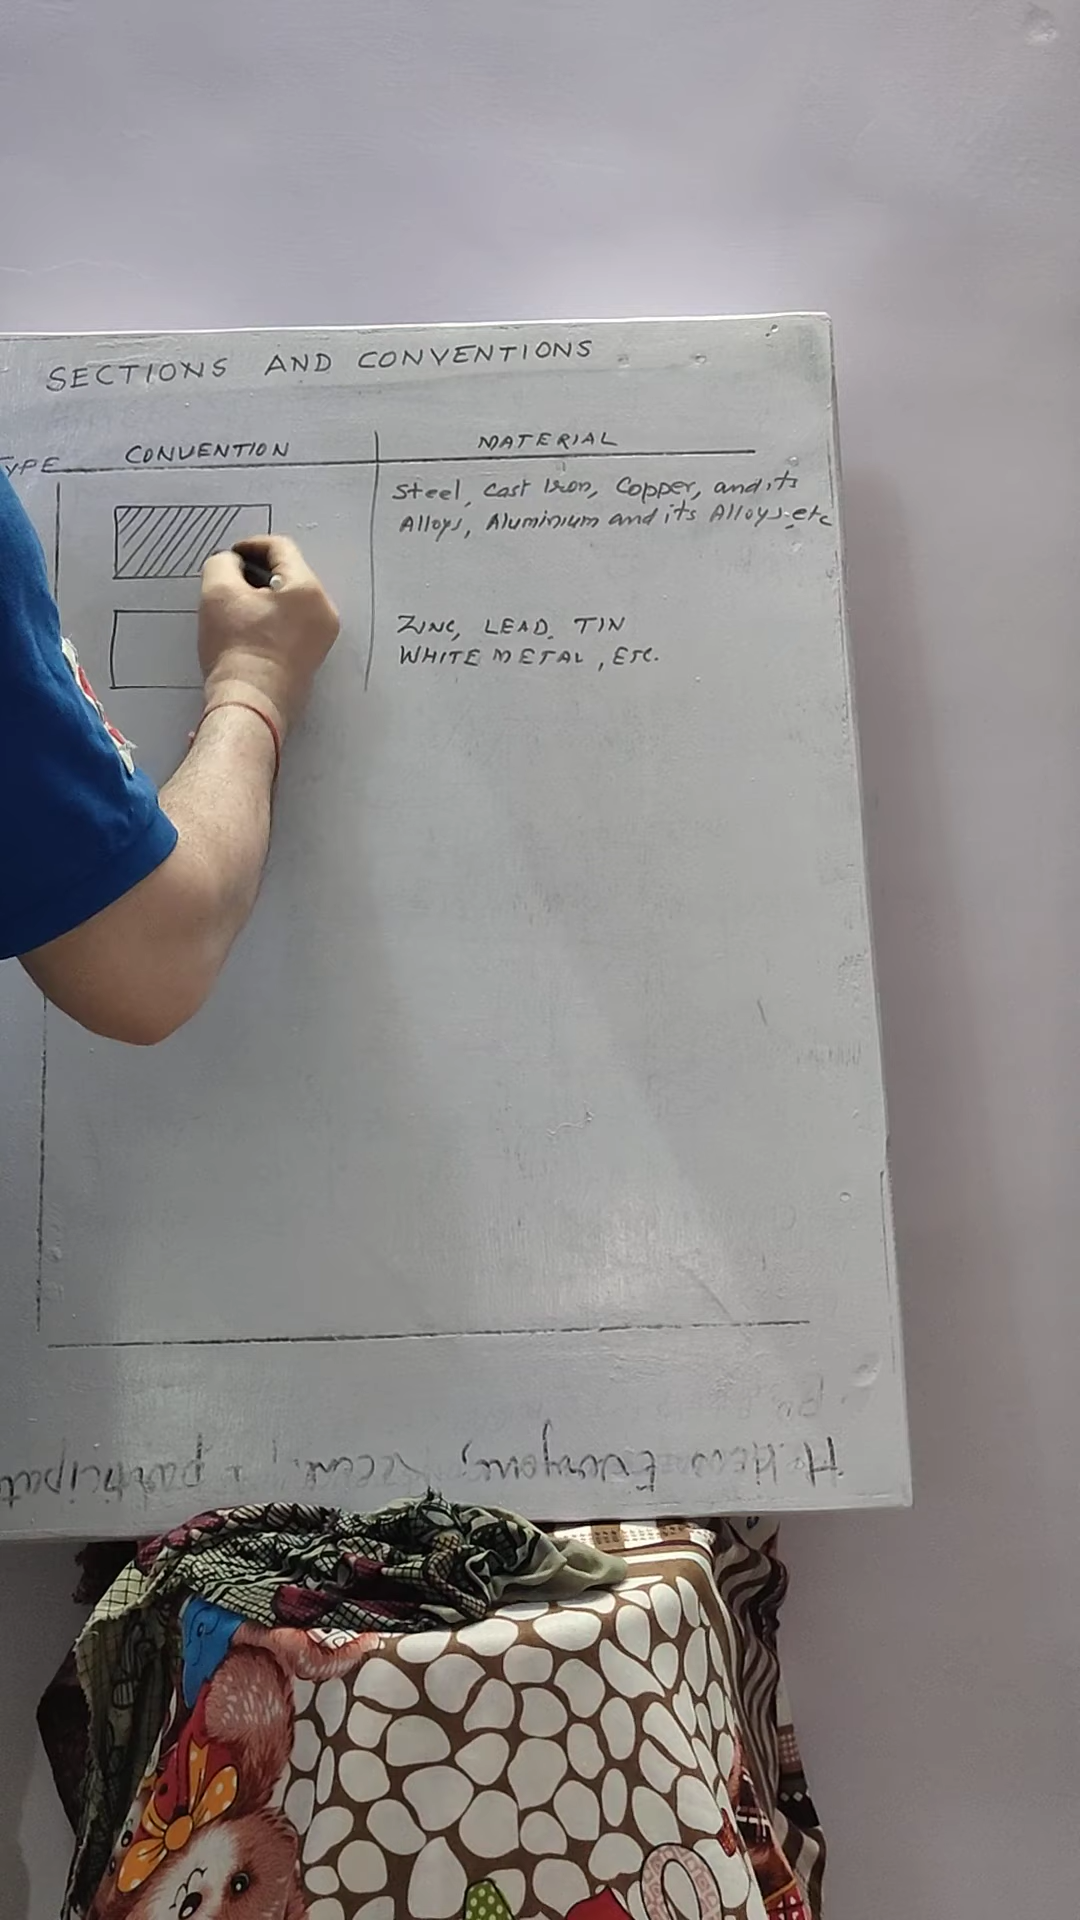 SECTIONS AND CONVENTIONS
YPE CONVENTION MATERIAL
Steel, Cast Iron, Copper, and its
Alloys, Aluminium and its Alloys, etc
ZINC, LEAD, TIN
WHITE METAL, ETC.